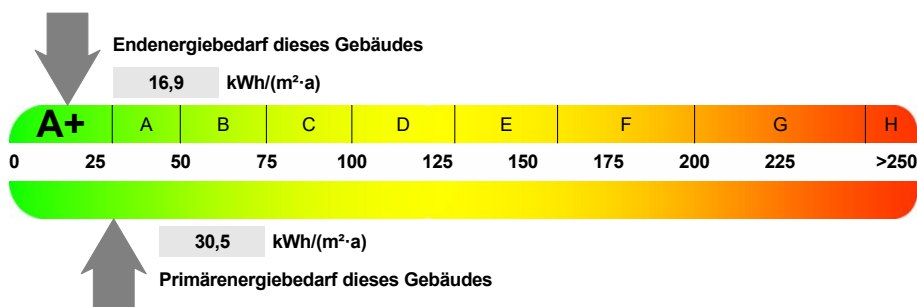 Endenergiebedarf dieses Gebäudes
16,9 kWh/(m²·a)
A+ A B C D E F G H
0 25 50 75 100 125 150 175 200 225 >250
30,5 kWh/(m²·a)
Primärenergiebedarf dieses Gebäudes